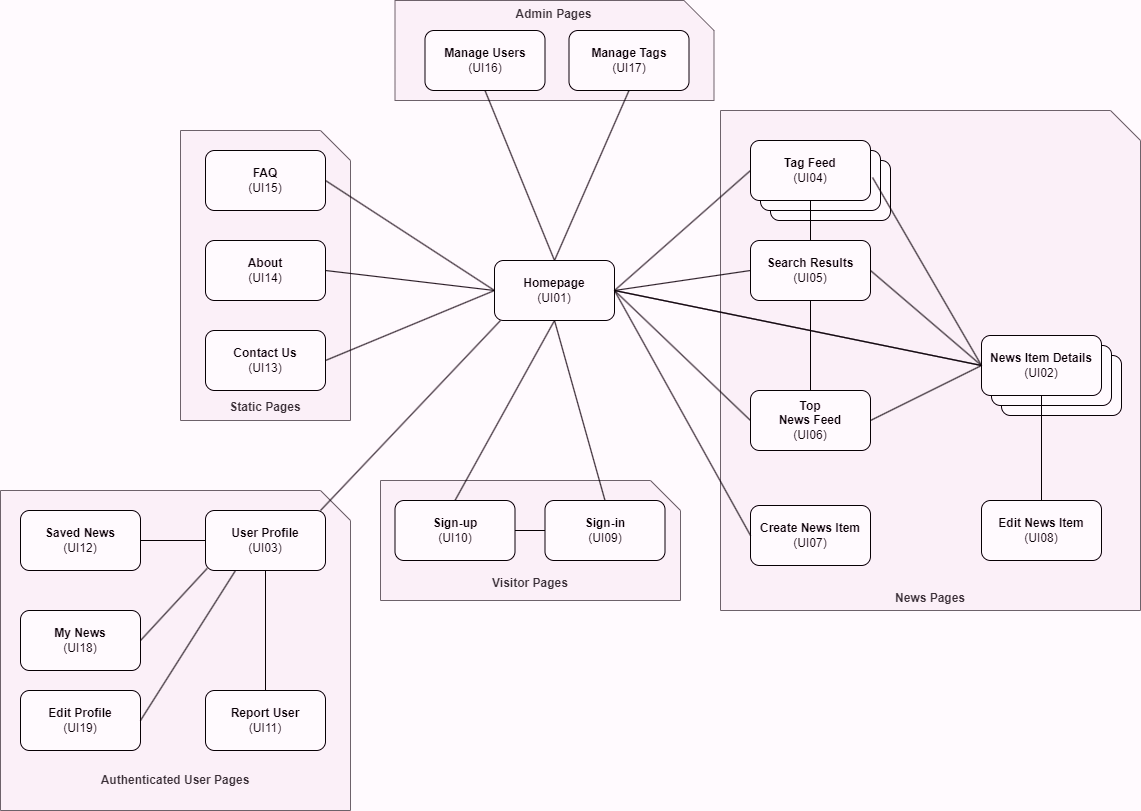 Admin Pages
Manage Users
(UI16)
Manage Tags
(UI17)
FAQ
(UI15)
About
(UI14)
Contact Us
(UI13)
Static Pages
Homepage
(UI01)
Tag Feed
(UI04)
Search Results
(UI05)
Top
News Feed
(UI06)
News Item Details
(UI02)
Create News Item
(UI07)
Edit News Item
(UI08)
News Pages
Sign-up
(UI10)
Sign-in
(UI09)
Visitor Pages
Saved News
(UI12)
User Profile
(UI03)
My News
(UI18)
Edit Profile
(UI19)
Report User
(UI11)
Authenticated User Pages